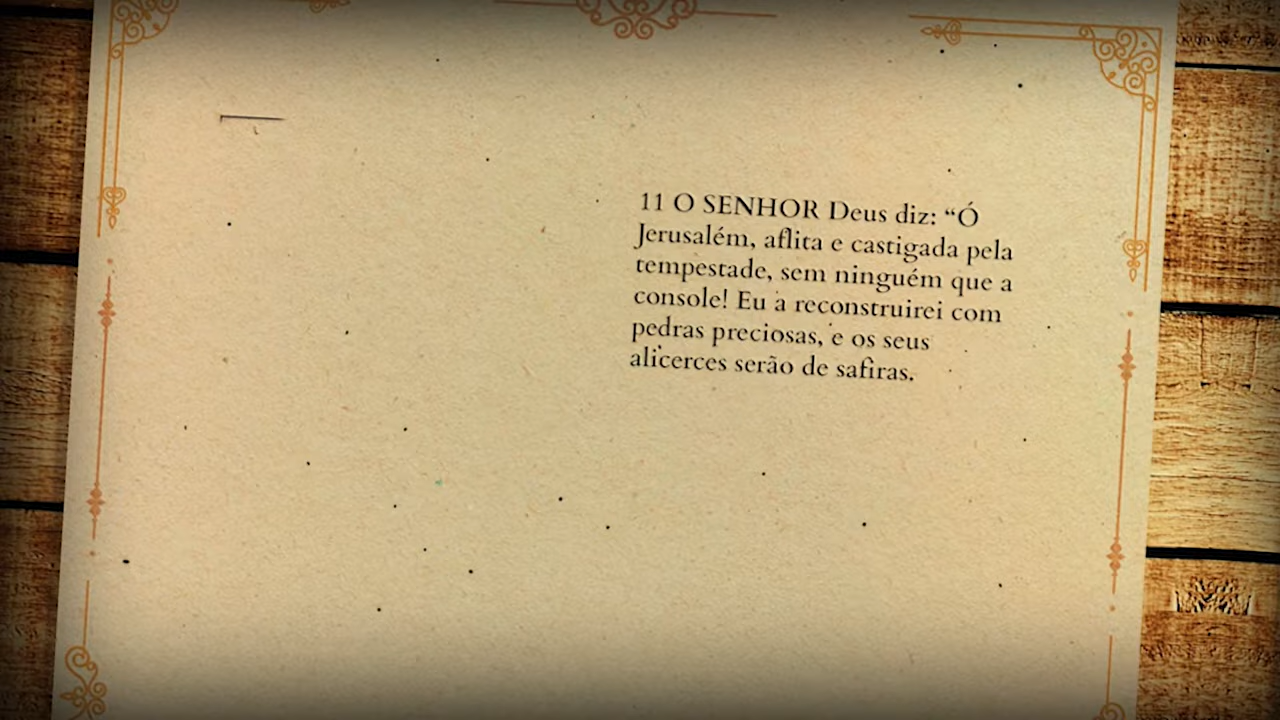 11 O SENHOR Deus diz: “Ó
Jerusalém, aflita e castigada pela
tempestade, sem ninguém que a
console! Eu a reconstruirei com
pedras preciosas, e os seus
alicerces serão de safiras.